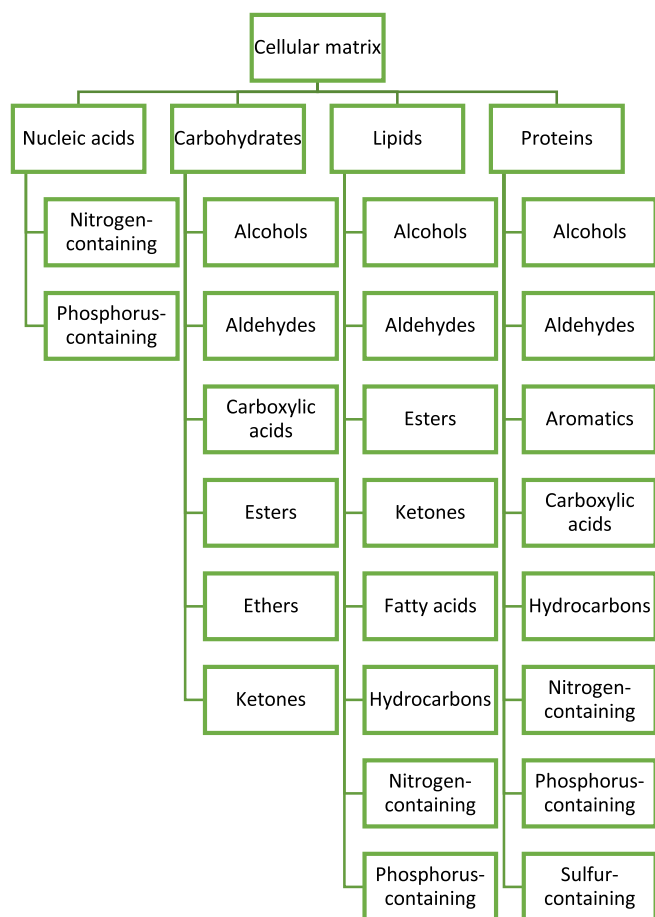 Cellular matrix
Nucleic acids
Carbohydrates
Lipids
Proteins
Nitrogen-
containing
Phosphorus-
containing
Alcohols
Aldehydes
Carboxylic
acids
Esters
Ethers
Ketones
Alcohols
Aldehydes
Esters
Ketones
Fatty acids
Hydrocarbons
Nitrogen-
containing
Phosphorus-
containing
Alcohols
Aldehydes
Aromatics
Carboxylic
acids
Hydrocarbons
Nitrogen-
containing
Phosphorus-
containing
Sulfur-
containing